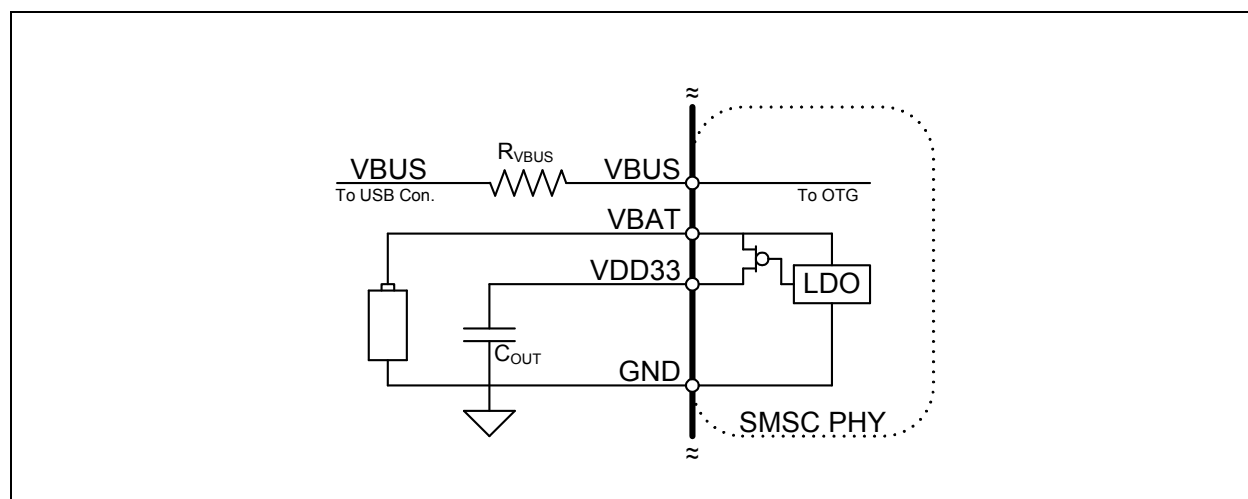 ≈
VBUS
To USB Con.
RVBUS
VBUS
To OTG
VBAT
VDD33
LDO
COUT
GND
SMSC PHY
≈